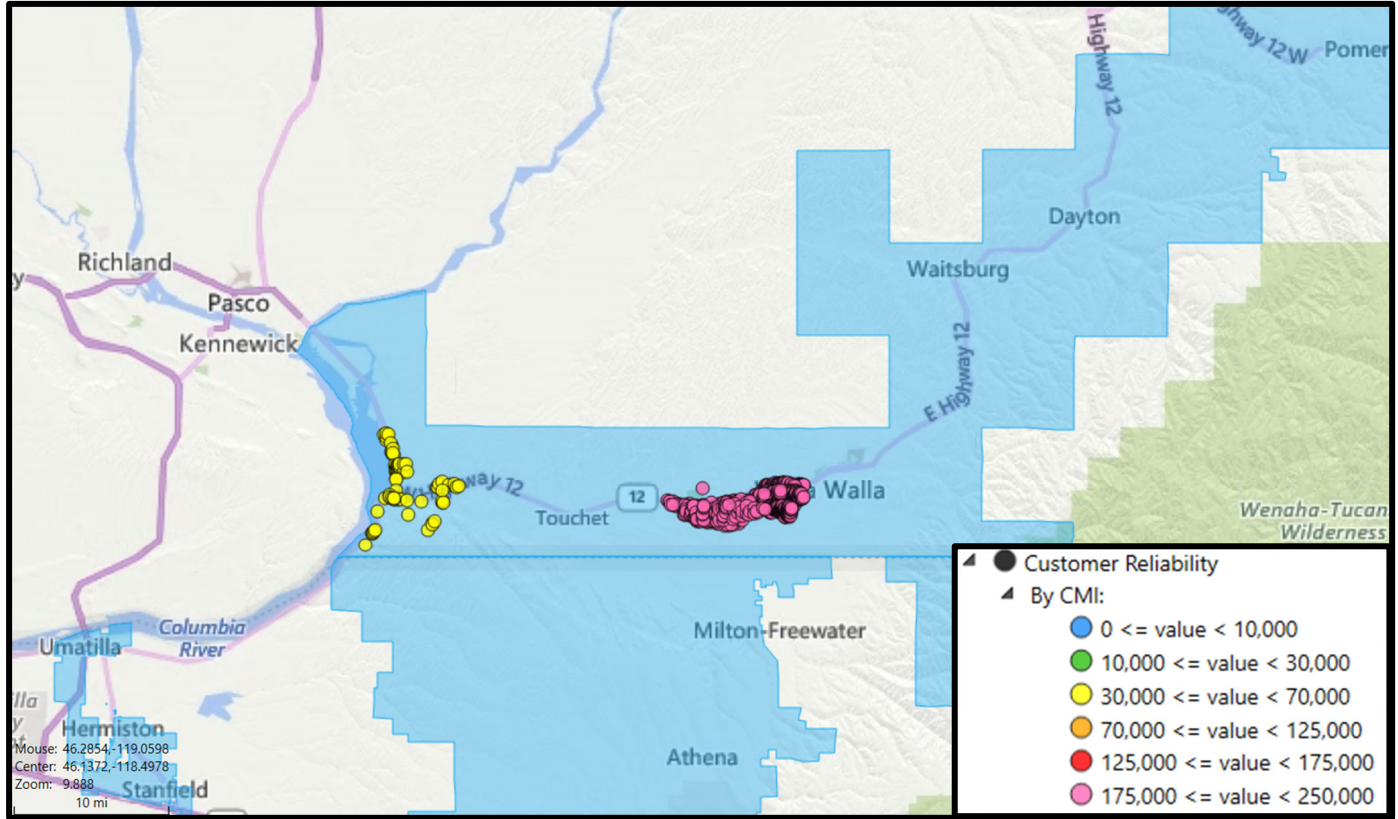 Highway 12
Highway 12 W
Pomer
Dayton
Richland
y
Waitsburg
Pasco
Kennewick
E Highway 12
way 12
12
a Walla
Touchet
Wenaha-Tucan
Wilderness
Columbia
River
Milton-Freewater
Umatilla
lla
y
Hermiston
Athena
Mouse: 46.2854,-119.0598
Center: 46.1372,-118.4978
Zoom: 9.888
Stanfield
10 mi
Customer Reliability
By CMI:
0 <= value < 10,000
10,000 <= value < 30,000
30,000 <= value < 70,000
70,000 <= value < 125,000
125,000 <= value < 175,000
175,000 <= value < 250,000